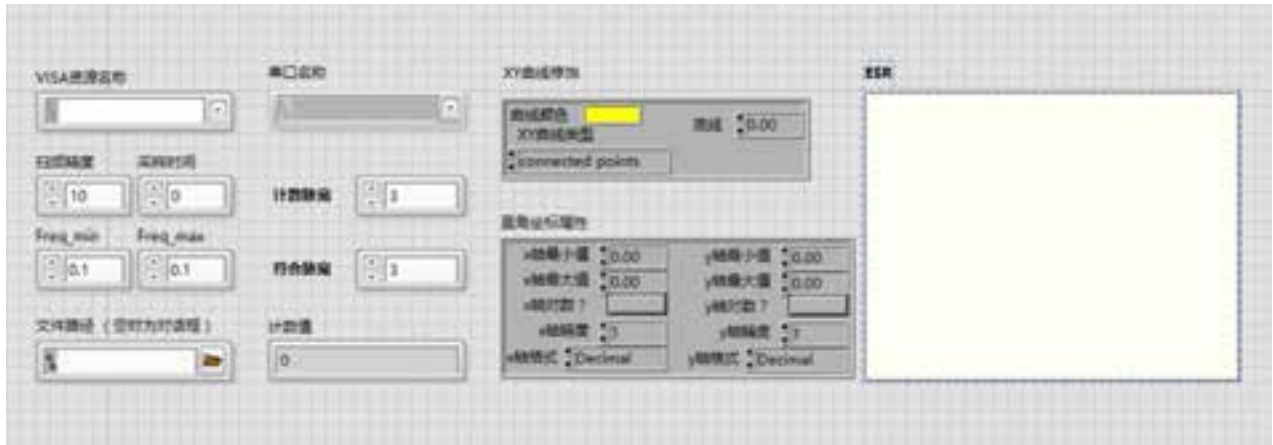 VISA资源名称
串口名称
XY曲线修饰
ESR
曲线颜色
底线 0.00
XY曲线类型
connected points
扫频精度 采样时间
10 0
计数脉宽 3
Freq_min Freq_max
0.1 0.1
符合脉宽 3
直角坐标属性
x轴最小值 0.00 y轴最小值 0.00
x轴最大值 0.00 y轴最大值 0.00
x轴对数？ y轴对数？
x轴精度 y轴精度
x轴格式 Decimal y轴格式 Decimal
文件路径（空时为对话框）
计数值
0